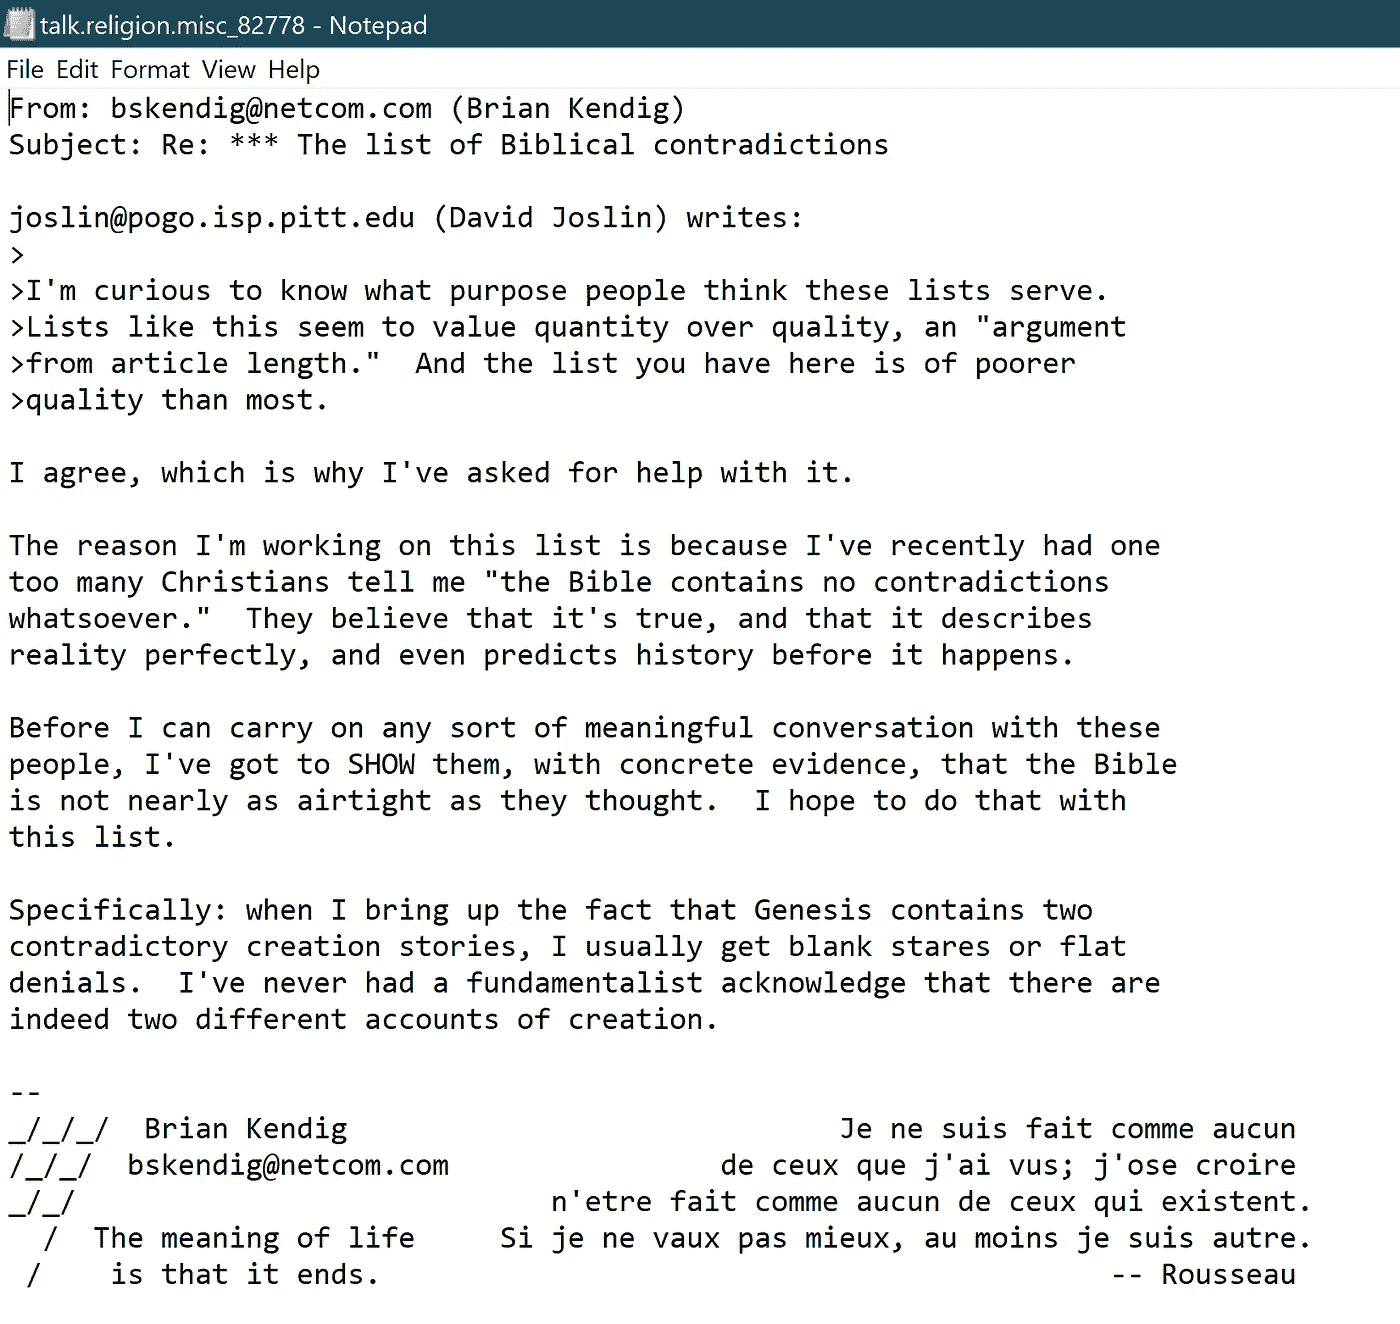 talk.religion.misc_82778 - Notepad
File Edit Format View Help
From: bskendig@netcom.com (Brian Kendig)
Subject: Re: *** The list of Biblical contradictions

joslin@pogo.isp.pitt.edu (David Joslin) writes:
>
>I'm curious to know what purpose people think these lists serve.
>Lists like this seem to value quantity over quality, an "argument
>from article length."  And the list you have here is of poorer
>quality than most.

I agree, which is why I've asked for help with it.

The reason I'm working on this list is because I've recently had one
too many Christians tell me "the Bible contains no contradictions
whatsoever."  They believe that it's true, and that it describes
reality perfectly, and even predicts history before it happens.

Before I can carry on any sort of meaningful conversation with these
people, I've got to SHOW them, with concrete evidence, that the Bible
is not nearly as airtight as they thought.  I hope to do that with
this list.

Specifically: when I bring up the fact that Genesis contains two
contradictory creation stories, I usually get blank stares or flat
denials.  I've never had a fundamentalist acknowledge that there are
indeed two different accounts of creation.

--
_/_/_/  Brian Kendig                             Je ne suis fait comme aucun
/_/_/  bskendig@netcom.com                de ceux que j'ai vus; j'ose croire
_/_/                            n'etre fait comme aucun de ceux qui existent.
  /  The meaning of life     Si je ne vaux pas mieux, au moins je suis autre.
 /    is that it ends.                                           -- Rousseau